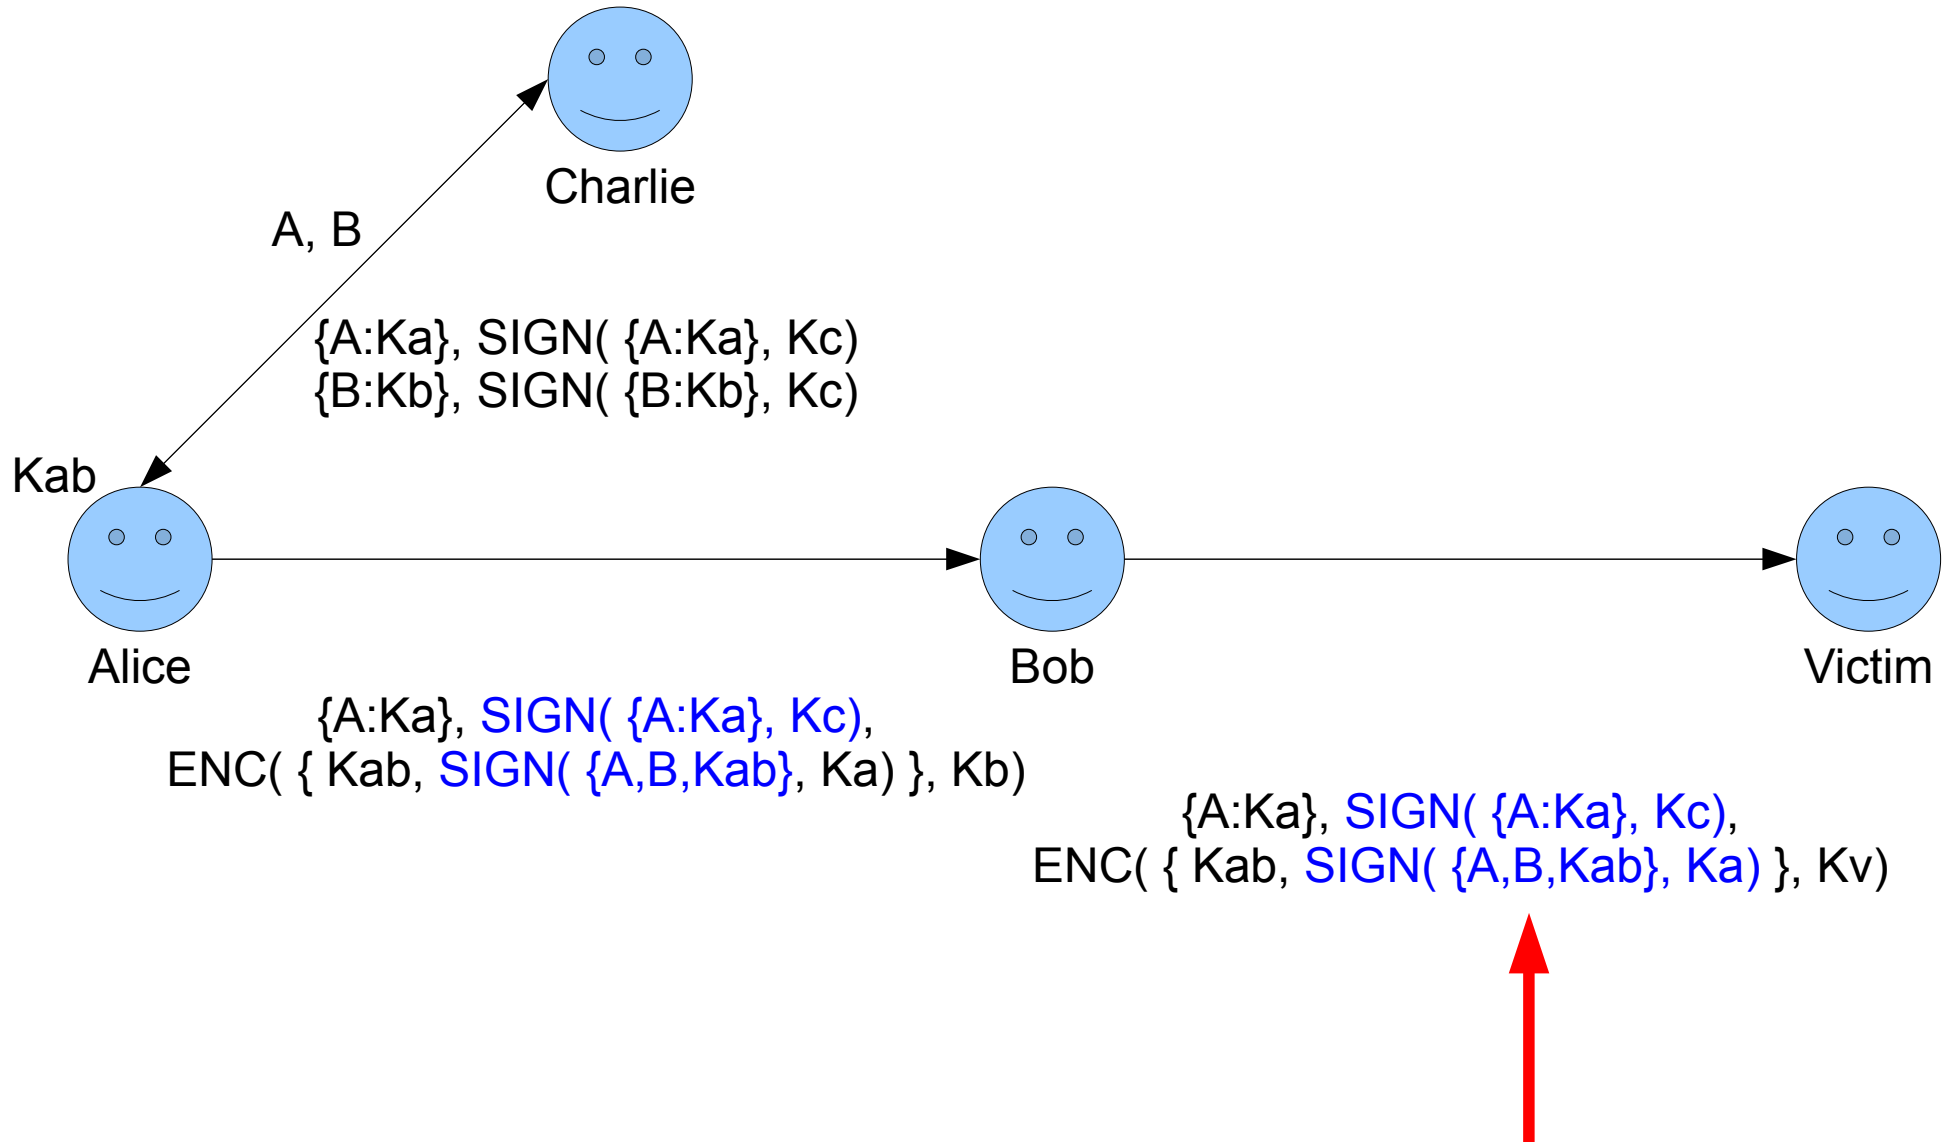 Charlie
A, B
{A:Ka}, SIGN( {A:Ka}, Kc)
{B:Kb}, SIGN( {B:Kb}, Kc)
Kab
Alice
Bob
Victim
{A:Ka}, SIGN( {A:Ka}, Kc),
ENC( { Kab, SIGN( {A,B,Kab}, Ka) }, Kb)
{A:Ka}, SIGN( {A:Ka}, Kc),
ENC( { Kab, SIGN( {A,B,Kab}, Ka) }, Kv)